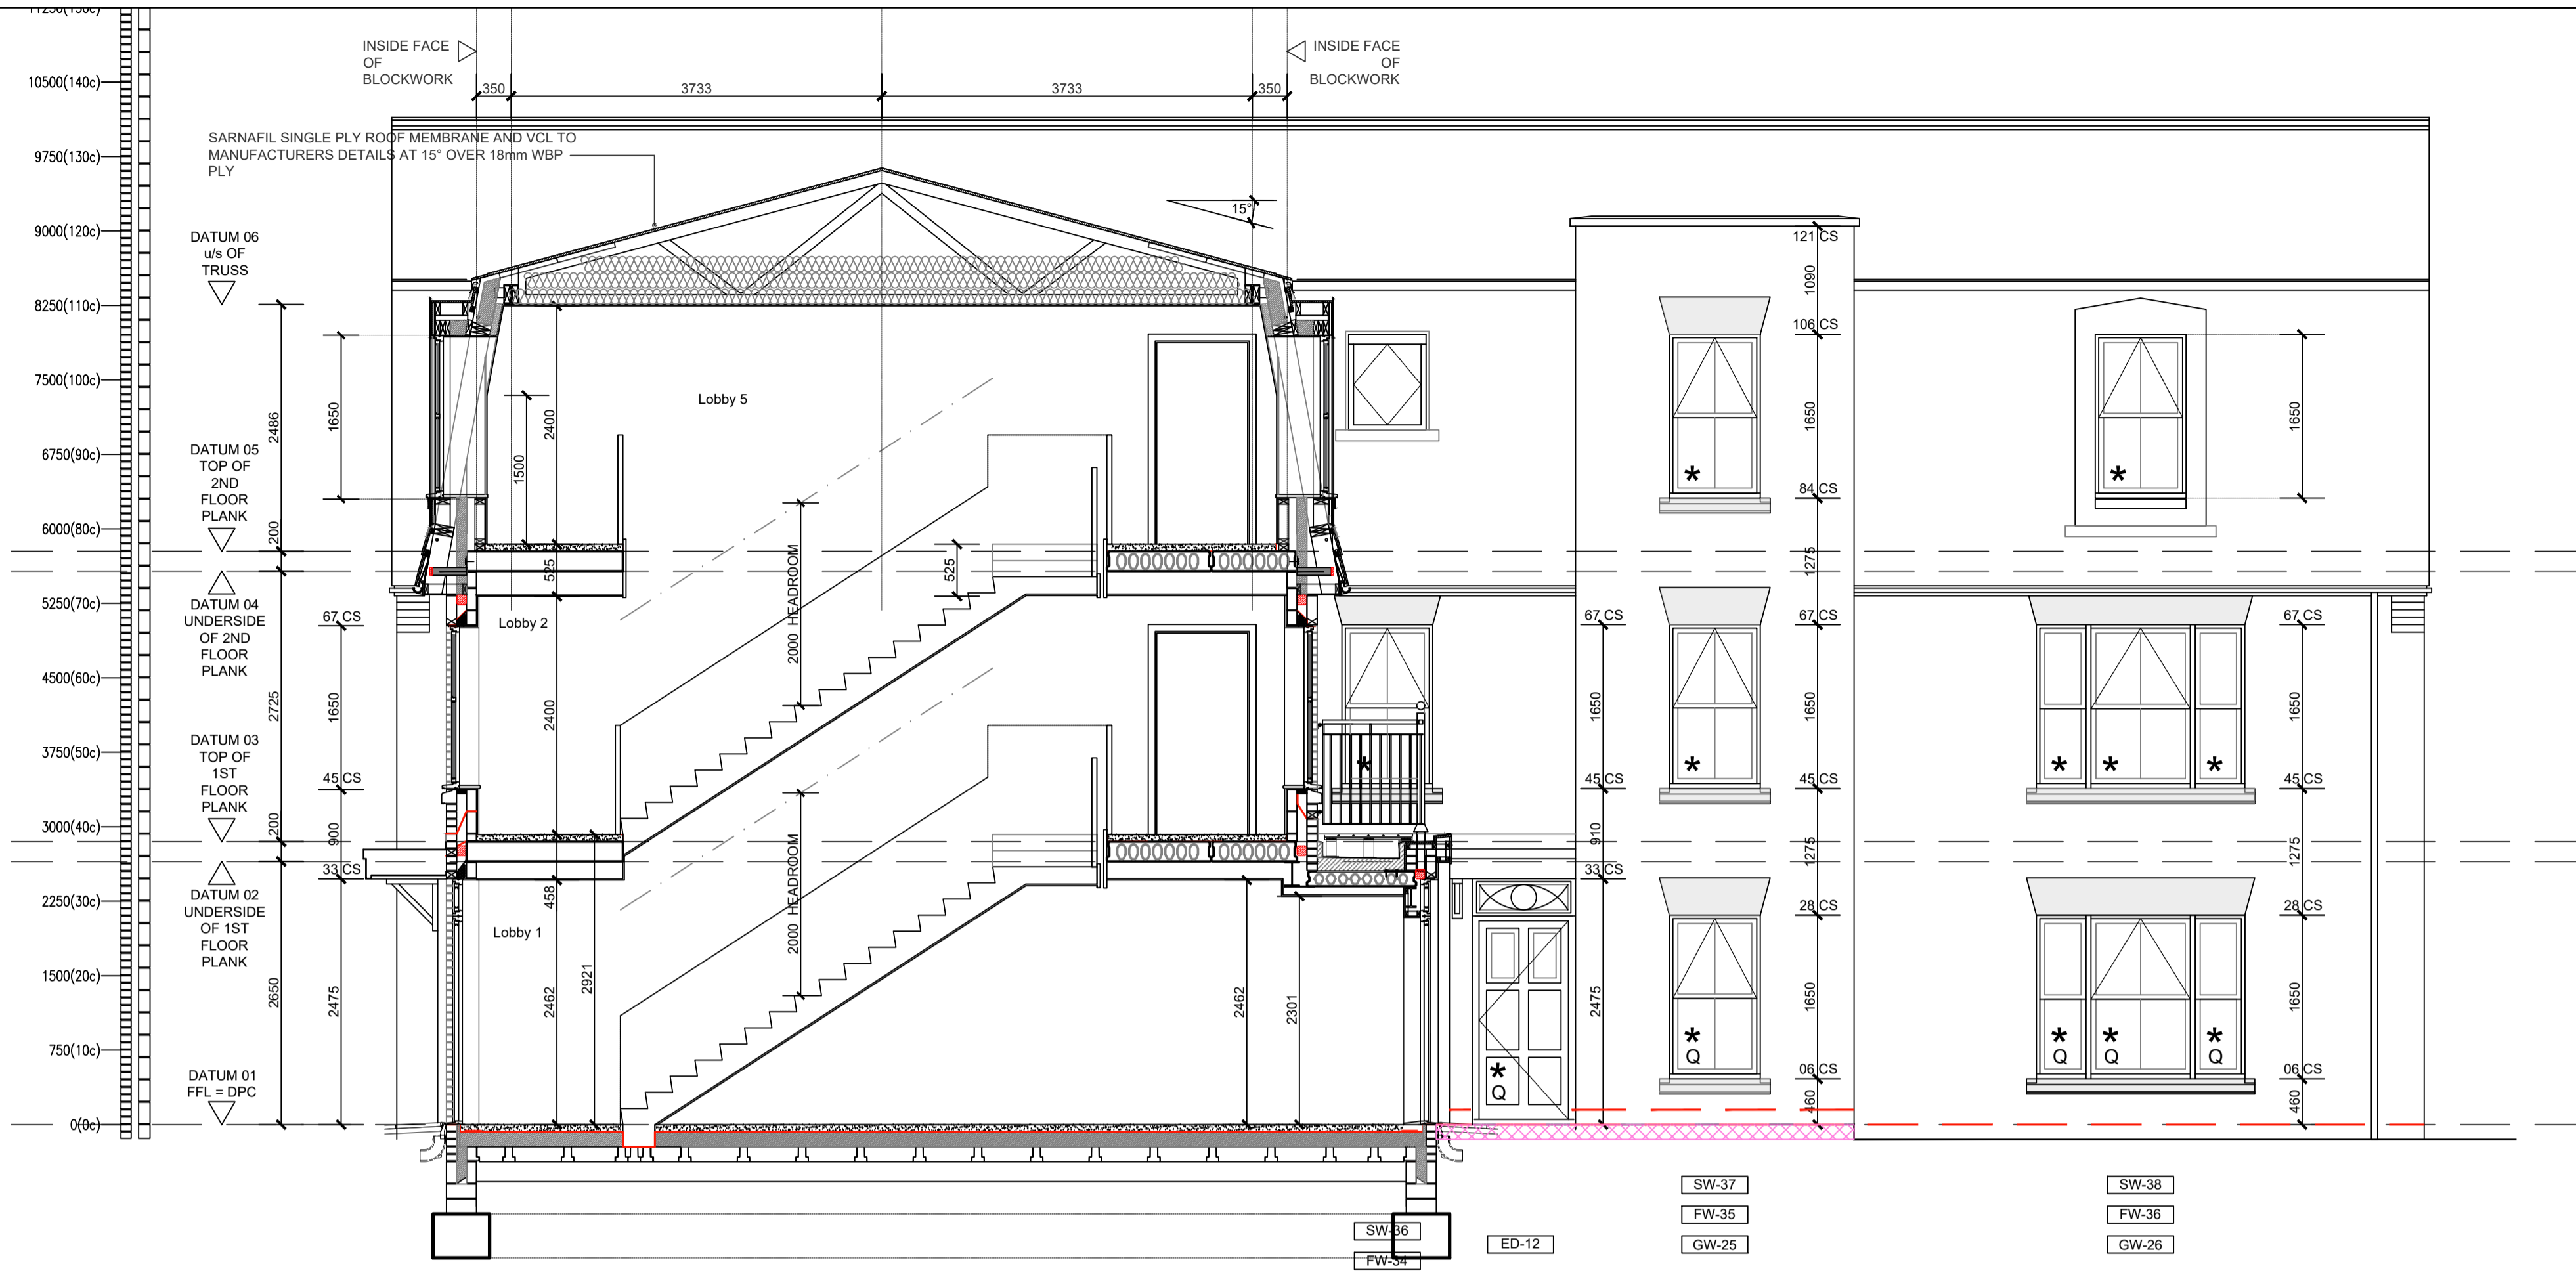 11250(150c)
10500(140c)
9750(130c)
9000(120c)
8250(110c)
7500(100c)
6750(90c)
6000(80c)
5250(70c)
4500(60c)
3750(50c)
3000(40c)
2250(30c)
1500(20c)
750(10c)
0(0c)
INSIDE FACE
OF
BLOCKWORK
INSIDE FACE
OF
BLOCKWORK
350
3733
3733
350
SARNAFIL SINGLE PLY ROOF MEMBRANE AND VCL TO
MANUFACTURERS DETAILS AT 15° OVER 18mm WBP
PLY
15°
DATUM 06
u/s OF
TRUSS
DATUM 05
TOP OF
2ND
FLOOR
PLANK
DATUM 04
UNDERSIDE
OF 2ND
FLOOR
PLANK
DATUM 03
TOP OF
1ST
FLOOR
PLANK
DATUM 02
UNDERSIDE
OF 1ST
FLOOR
PLANK
DATUM 01
FFL = DPC
2486
200
2725
200
2650
1650
67 CS
1650
45 CS
900
33 CS
2475
1500
2400
525
2400
458
2462
2921
Lobby 5
Lobby 2
Lobby 1
2000 HEADROOM
2000 HEADROOM
525
2462
2301
67 CS
1650
45 CS
910
33 CS
2475
121 CS
1090
106 CS
1650
84 CS
1275
67 CS
1650
45 CS
1275
28 CS
1650
06 CS
460
1650
67 CS
1650
45 CS
1275
28 CS
1650
06 CS
460
*
*
*
*
*
*
*
*
Q
*
Q
*
Q
*
Q
*
Q
SW-36
FW-34
ED-12
SW-37
FW-35
GW-25
SW-38
FW-36
GW-26